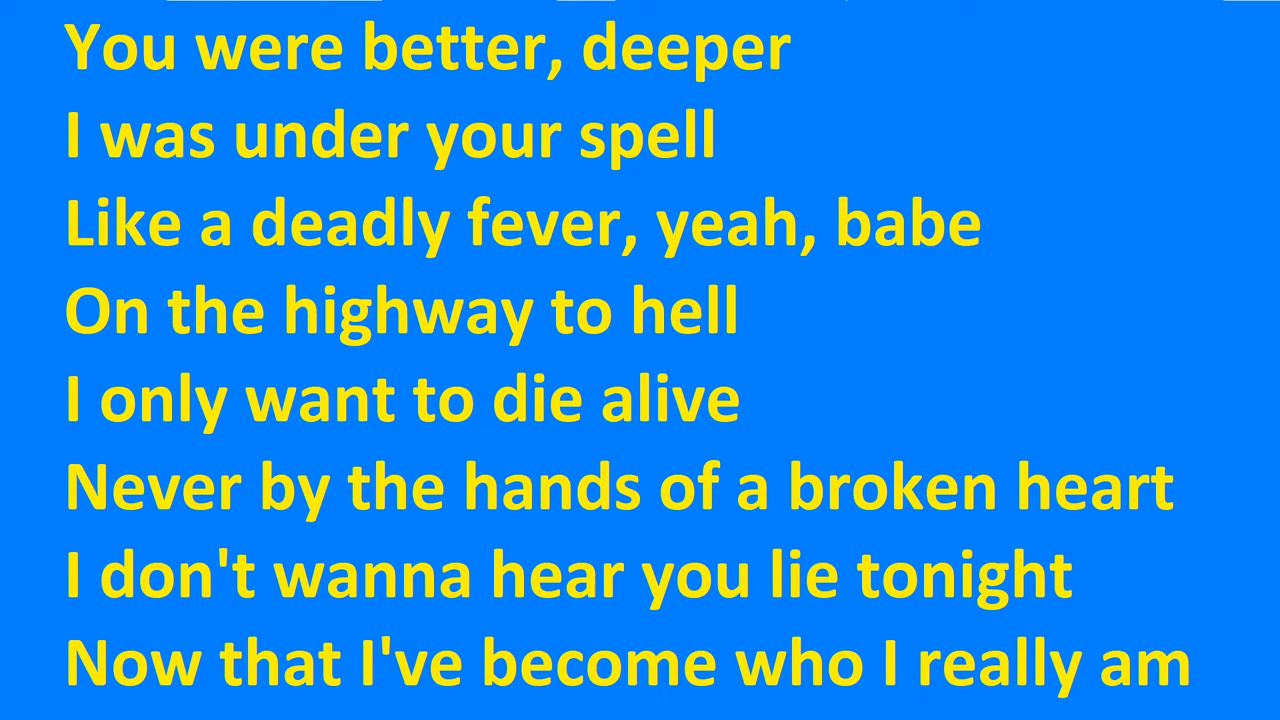 You were better, deeper
I was under your spell
Like a deadly fever, yeah, babe
On the highway to hell
I only want to die alive
Never by the hands of a broken heart
I don't wanna hear you lie tonight
Now that I've become who I really am